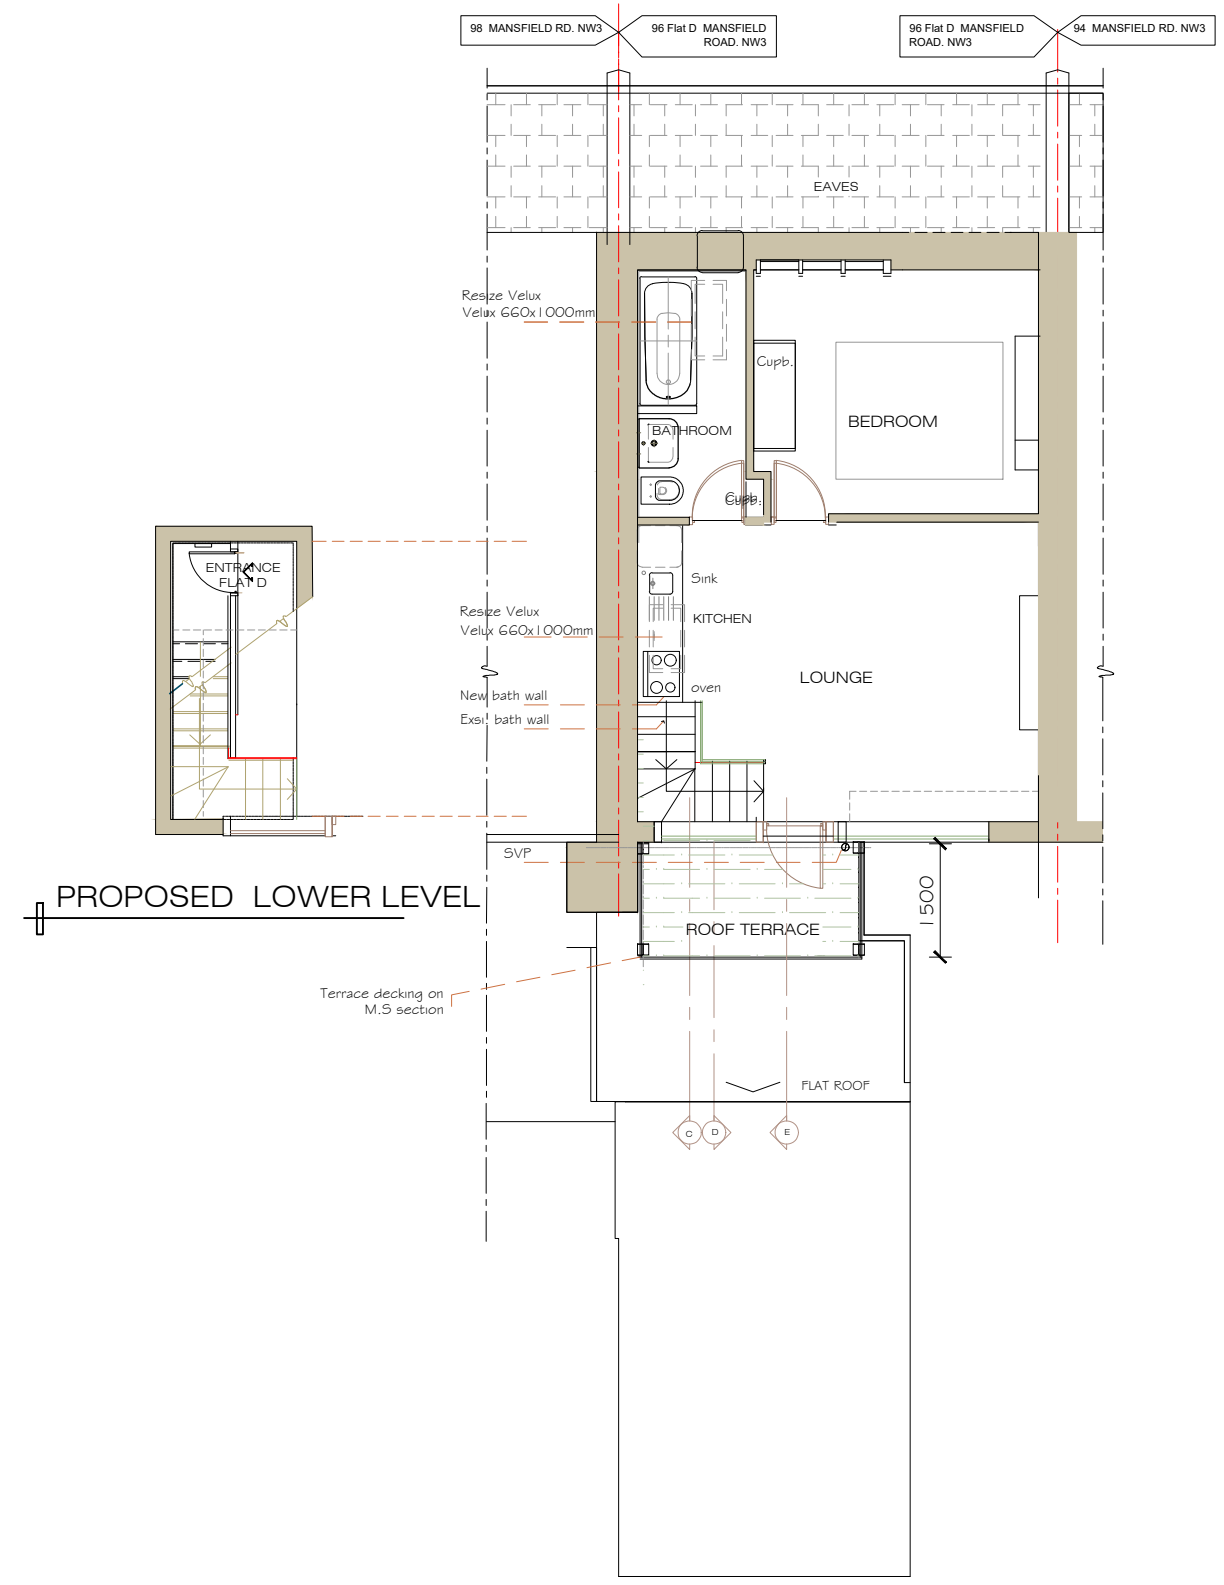 98 MANSFIELD RD. NW3
96 Flat D MANSFIELD
ROAD. NW3
96 Flat D MANSFIELD
ROAD. NW3
94 MANSFIELD RD. NW3
EAVES
Resize Velux
Velux 660x1000mm
Cupb.
BATHROOM
BEDROOM
Cupb.
ENTRANCE
FLAT D
Sink
Resize Velux
Velux 660x1000mm
KITCHEN
LOUNGE
oven
New bath wall
Exsi. bath wall
SVP
PROPOSED LOWER LEVEL
1500
ROOF TERRACE
Terrace decking on
M.S section
FLAT ROOF
C
D
E